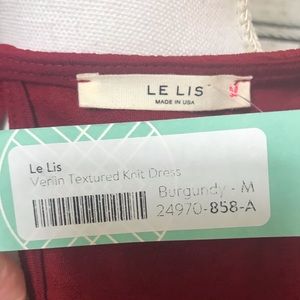 LE LIS
MADE IN USA
Le Lis
Verlin Textured Knit Dress
Burgundy - M
24970-858-A